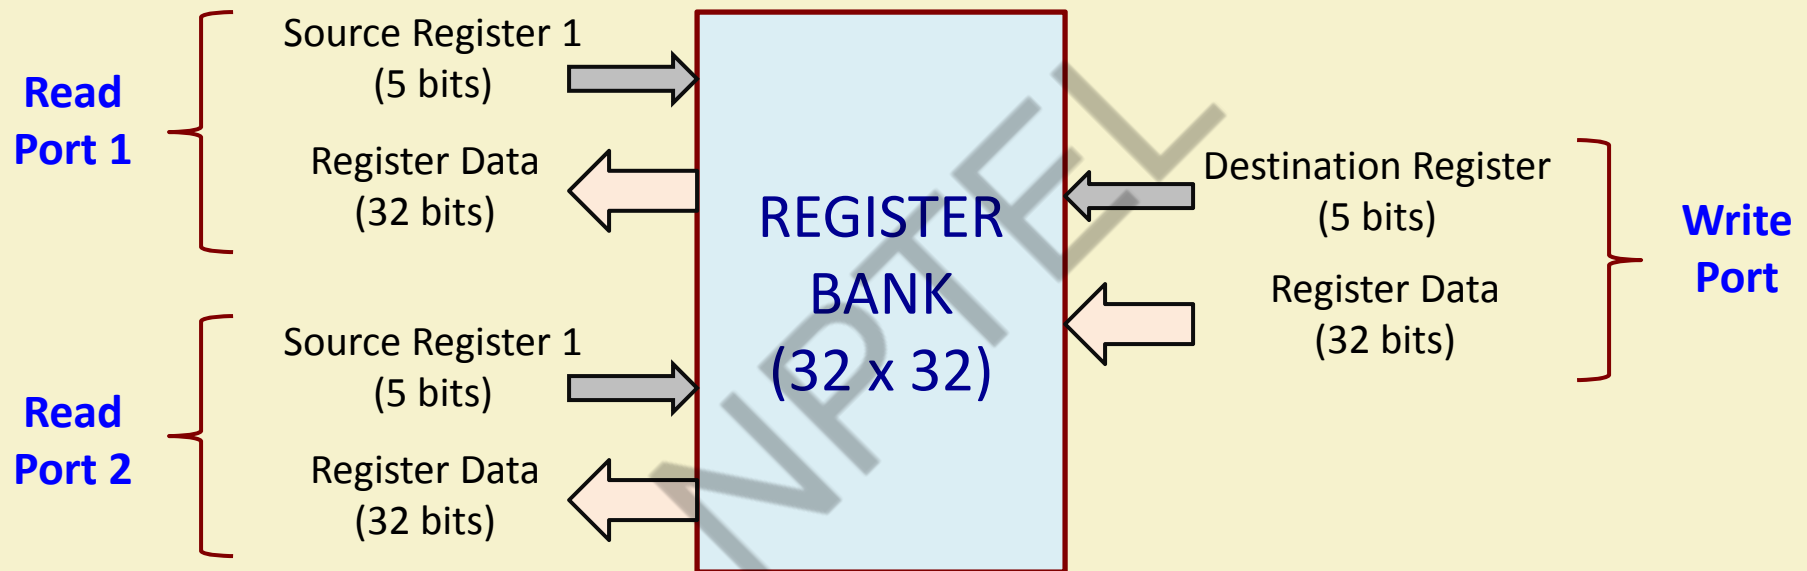 Read
Port 1
Source Register 1
(5 bits)
Register Data
(32 bits)
Read
Port 2
Source Register 1
(5 bits)
Register Data
(32 bits)
REGISTER
BANK
(32 x 32)
Destination Register
(5 bits)
Register Data
(32 bits)
Write
Port
NPTEL